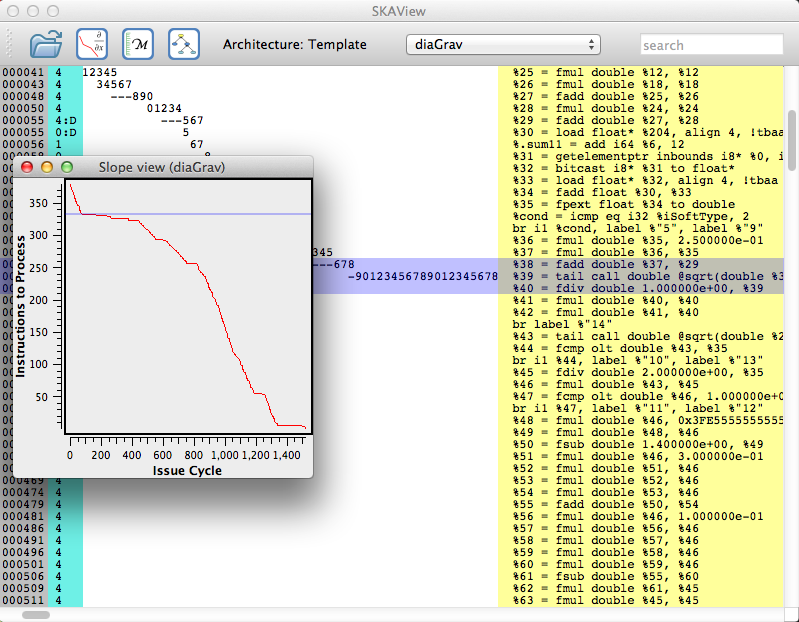 SKAView
∂ ∂x M Architecture: Template diaGrav search
000041 4 12345 %25 = fmul double %12, %12
000043 4 34567 %26 = fmul double %18, %18
000048 4 ---890 %27 = fadd double %25, %26
000050 4 01234 %28 = fmul double %24, %24
000055 4:D ---567 %29 = fadd double %27, %28
000055 0:D 5 %30 = load float* %204, align 4, !tbaa
000056 4 67 %.sum11 = add i64 %6, 12
%31 = getelementptr inbounds i8* %0, i
Slope view (diaGrav)
%32 = bitcast i8* %31 to float*
%33 = load float* %32, align 4, !tbaa
%34 = fadd float %30, %33
%35 = fpext float %34 to double
%cond = icmp eq i32 %iSoftType, 2
br i1 %cond, label %"5", label %"9"
%36 = fmul double %35, 2.500000e-01
345 %37 = fmul double %36, %35
---678 %38 = fadd double %37, %29
-90123456789012345678 %39 = tail call double @sqrt(double %3
%40 = fdiv double 1.000000e+00, %39
%41 = fmul double %40, %40
%42 = fmul double %41, %40
br label %"14"
%43 = tail call double @sqrt(double %2
%44 = fcmp olt double %43, %35
br i1 %44, label %"10", label %"13"
%45 = fdiv double 2.000000e+00, %35
%46 = fmul double %43, %45
%47 = fcmp olt double %46, 1.000000e+0
br i1 %47, label %"11", label %"12"
%48 = fmul double %46, 0x3FE5555555555
%49 = fmul double %48, %46
%50 = fsub double 1.400000e+00, %49
%51 = fmul double %46, 3.000000e-01
%52 = fmul double %51, %46
000469 4 %53 = fmul double %52, %46
000474 4 %54 = fmul double %53, %46
000479 4 %55 = fadd double %50, %54
000481 4 %56 = fmul double %46, 1.000000e-01
000486 4 %57 = fmul double %56, %46
000491 4 %58 = fmul double %57, %46
000496 4 %59 = fmul double %58, %46
000501 4 %60 = fmul double %59, %46
000506 4 %61 = fsub double %55, %60
000509 4 %62 = fmul double %45, %45
000511 4 %63 = fmul double %45, %45
Instructions to Process
350
300
250
200
150
100
50
0 200 400 600 800 1,000 1,200 1,400
Issue Cycle